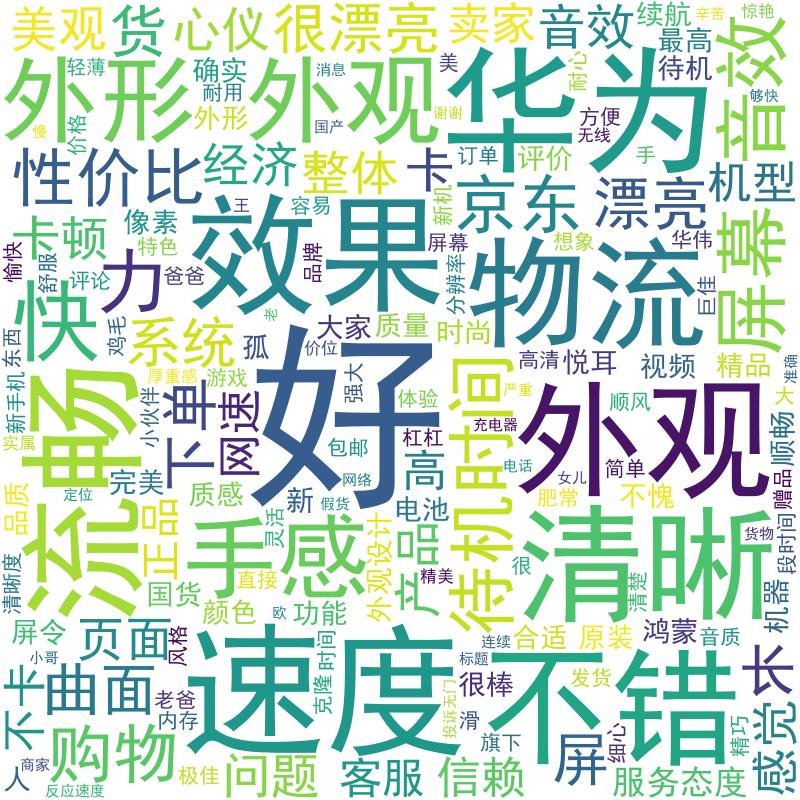 美观
货
心仪
很漂亮
卖家
音效
续航
辛苦
惊艳
最高
待机
音效
外形
外观
华为
轻薄
确实
耐用
消息
美
耐心
够快
慢
价格
外形
国产
谢谢
方便
无线
手
性价比
经济
整体
卡
订单
评价
机型
漂亮
京东
王
容易
新机
卡顿
像素
特色
效果
屏幕
想象
华伟
物流
屏幕
愉快
舒服
评论
力
爸爸
品牌
分辨率
巨佳
快
东西
鸡毛
系统
孤
老
大家
价位
质量
时尚
高清
悦耳
视频
精品
准确
新手机
小伙伴
厚重感
游戏
好
强大
体验
待机时间
严重
外观
顺风
大
顺畅
流畅
下单
网速
实属
包邮
杠杠
充电器
简单
定位
完美
质感
新
网络
高
电话
女儿
肥常
不愧
赠品
品质
正品
手感
灵活
假货
电池
外观设计
产品
清晰
货物
段时间
清晰度
国货
直接
颜色
欧
功能
精美
很
清楚
机器
屏令
页面
风格
速度
克隆
时间
连续
合适
原装
鸿蒙
音质
小哥
不卡
曲面
老爸
内存
标题
很棒
不错
发货
长
投诉无门
滑
旗下
屏
细心
精巧
感觉
人
商家
购物
反应速度
极佳
问题
客服
信赖
服务态度